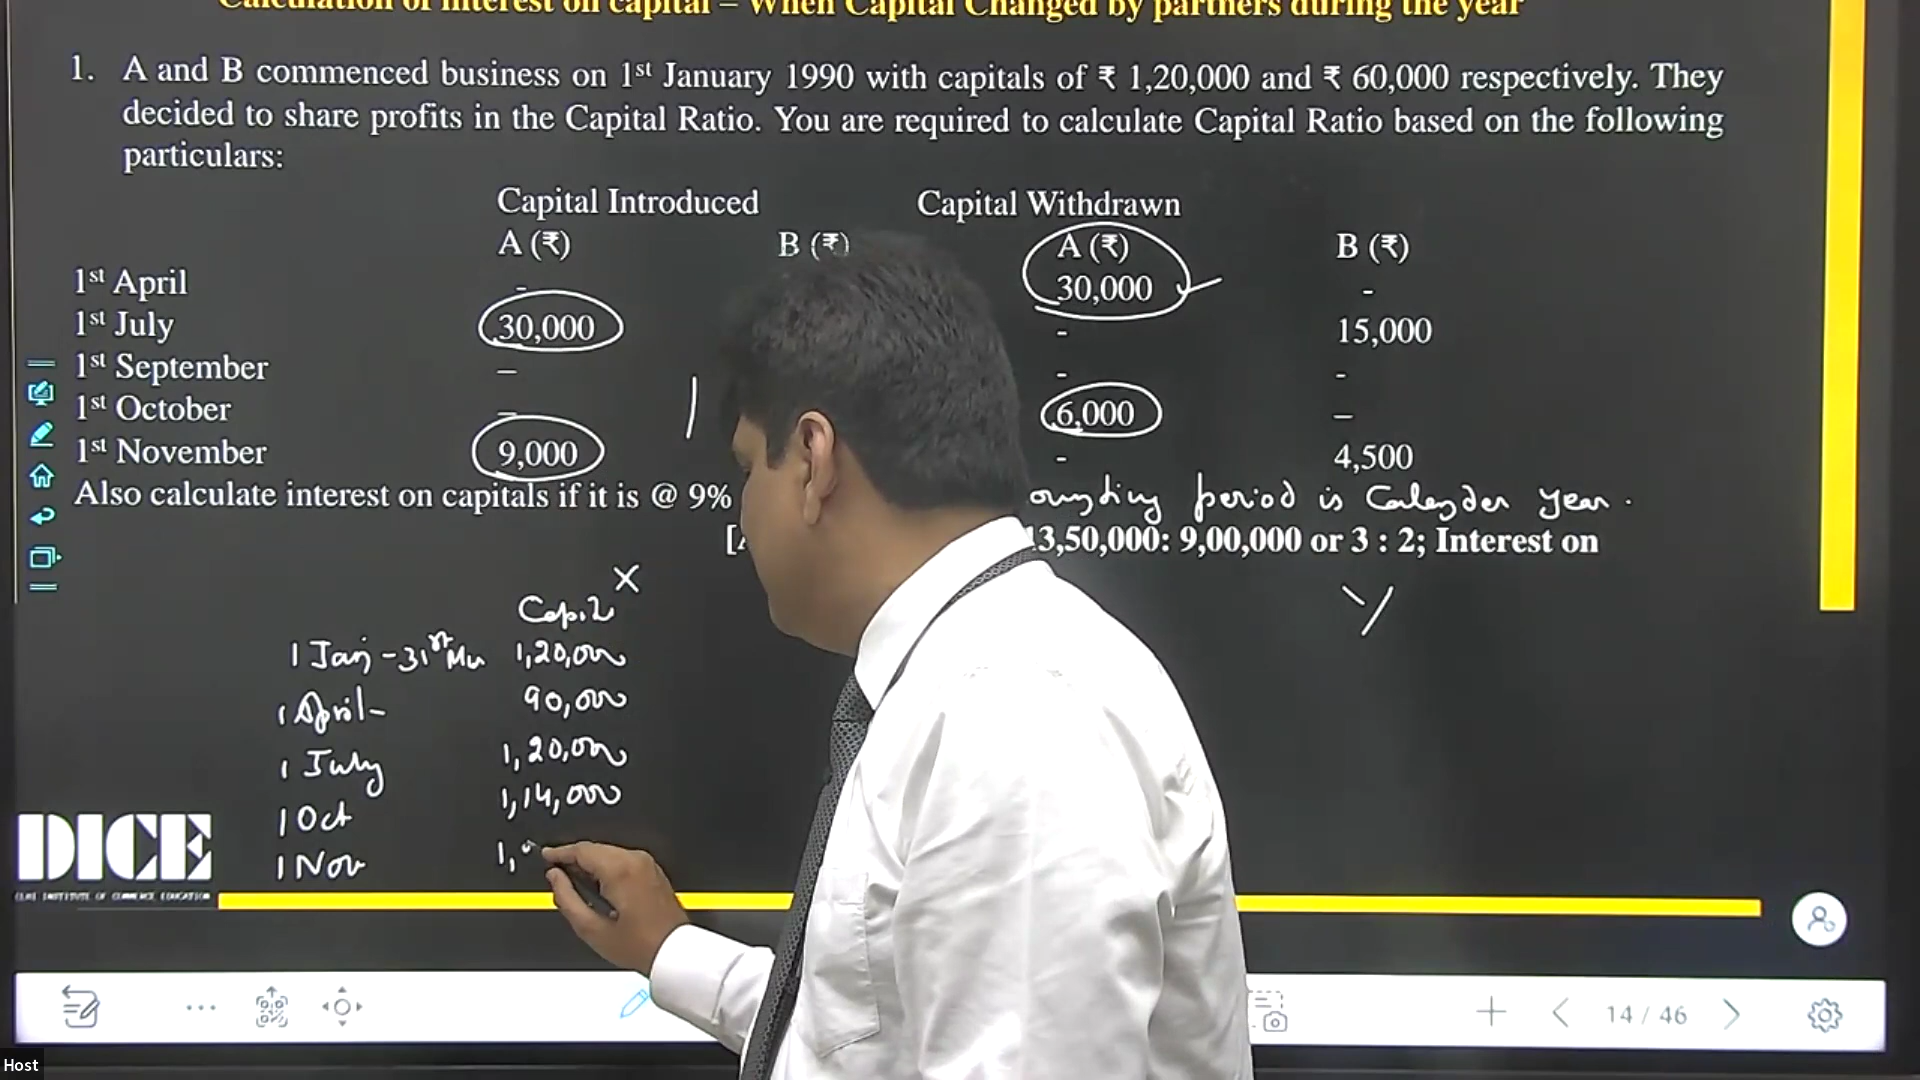 Calculation of interest on capital – When Capital Changed by partners during the year
1. A and B commenced business on 1st January 1990 with capitals of ₹ 1,20,000 and ₹ 60,000 respectively. They
decided to share profits in the Capital Ratio. You are required to calculate Capital Ratio based on the following
particulars:
Capital Introduced Capital Withdrawn
A (₹) B (₹) A (₹) B (₹)
1st April - 30,000 -
1st July 30,000 - 15,000
1st September – - -
1st October – 6,000 –
1st November 9,000 - 4,500
Also calculate interest on capitals if it is @ 9% period is Calender year.
13,50,000: 9,00,000 or 3 : 2; Interest on
X
1 Jan - 31st 1,20,000
1 April - 90,000
1 July 1,20,000
1 Oct 1,14,000
1 Nov 1,
Y
DICE
14 / 46
Host